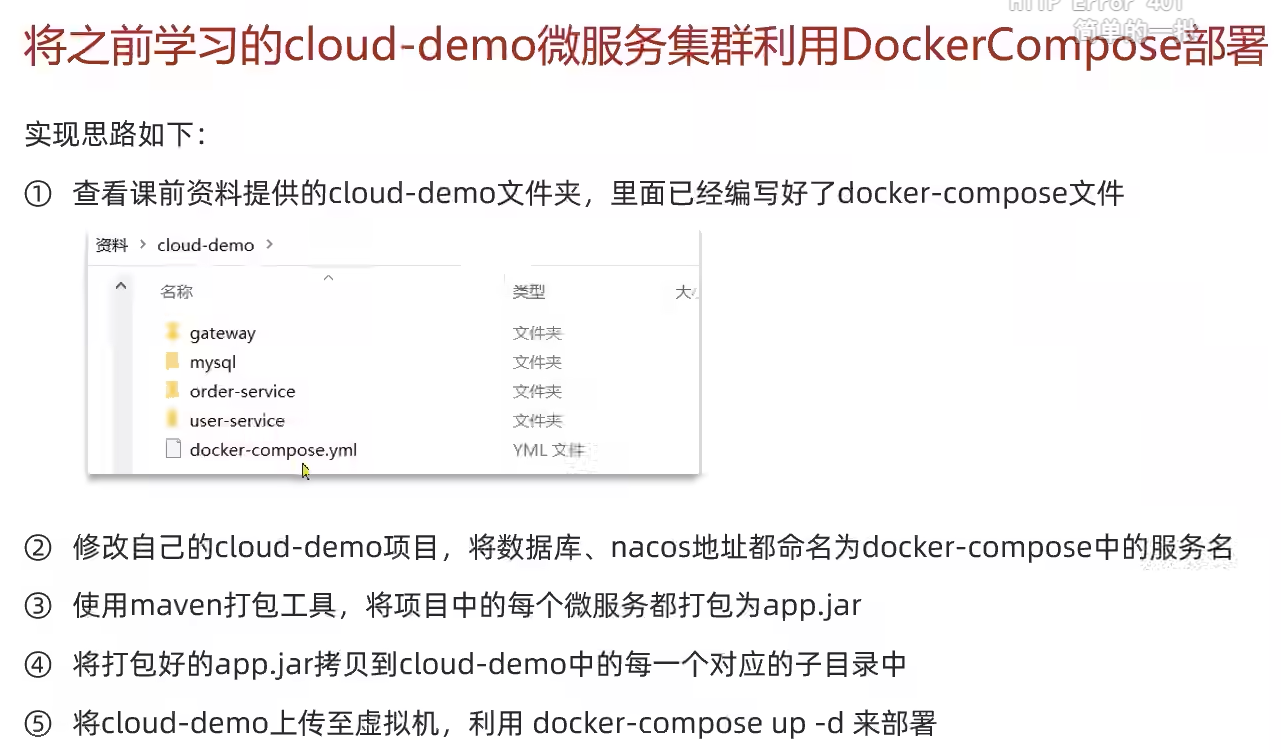 HTTP Error 401
简单的一批
将之前学习的cloud-demo微服务集群利用DockerCompose部署
实现思路如下：
① 查看课前资料提供的cloud-demo文件夹，里面已经编写好了docker-compose文件
资料 > cloud-demo >
名称 类型 大小
gateway 文件夹
mysql 文件夹
order-service 文件夹
user-service 文件夹
docker-compose.yml YML 文件
② 修改自己的cloud-demo项目，将数据库、nacos地址都命名为docker-compose中的服务名
③ 使用maven打包工具，将项目中的每个微服务都打包为app.jar
④ 将打包好的app.jar拷贝到cloud-demo中的每一个对应的子目录中
⑤ 将cloud-demo上传至虚拟机，利用 docker-compose up -d 来部署